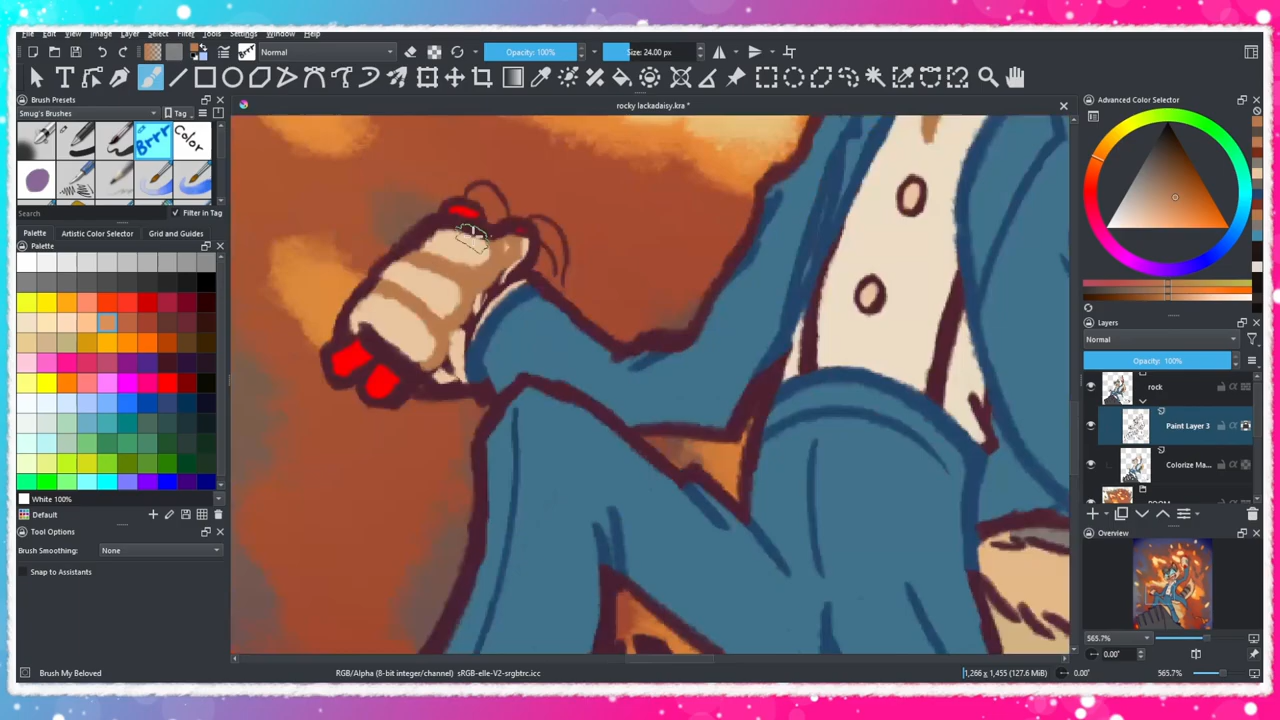 File Edit View Image Layer Select Filter Tools Settings Window Help
Normal
Opacity: 100%
Size: 24.00 px
Brush Presets
rocky lackadaisy.kra *
Advanced Color Selector
Smug's Brushes
Tag
Brrr
Color
Search
Filter in Tag
Palette
Artistic Color Selector
Grid and Guides
Palette
White 100%
Default
Tool Options
Brush Smoothing:
None
Snap to Assistants
Layers
Normal
Opacity: 100%
rock
Paint Layer 3
Colorize Ma...
Overview
565.7%
0.00°
Brush My Beloved
RGB/Alpha (8-bit integer/channel) sRGB-elle-V2-srgbtrc.icc
1,266 x 1,455 (127.6 MiB)
0.00°
565.7%